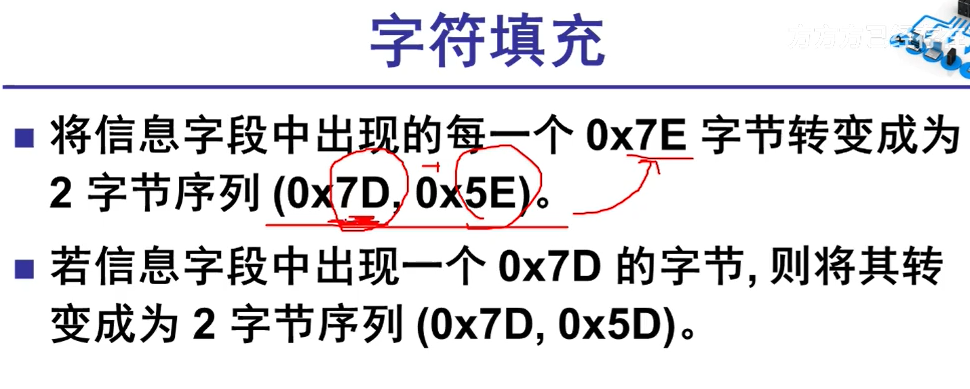 字符填充
■ 将信息字段中出现的每一个 0x7E 字节转变成为
2 字节序列 (0x7D, 0x5E)。
■ 若信息字段中出现一个 0x7D 的字节, 则将其转
变成为 2 字节序列 (0x7D, 0x5D)。